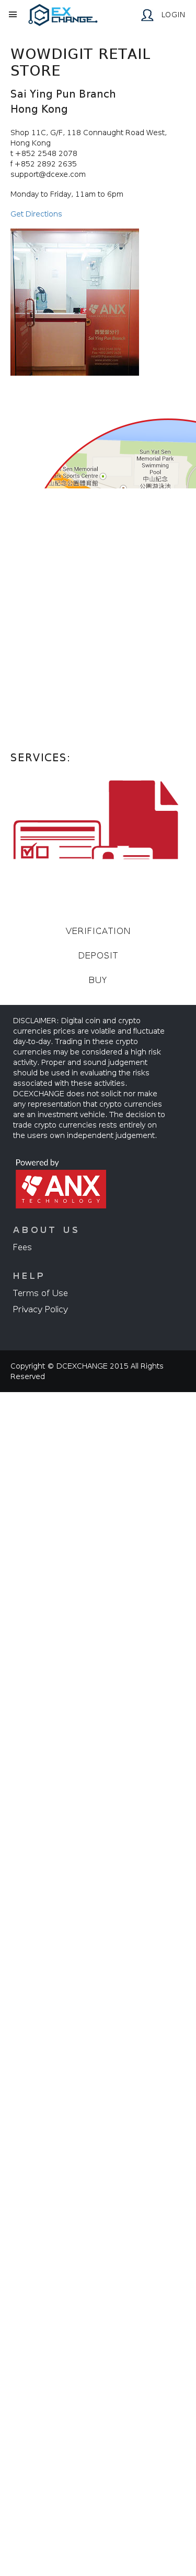 EX
CHANGE
LOGIN
WOWDIGIT RETAIL
STORE
Sai Ying Pun Branch
Hong Kong
Shop 11C, G/F, 118 Connaught Road West,
Hong Kong
t +852 2548 2078
f +852 2892 2635
support@dcexe.com
Monday to Friday, 11am to 6pm
Get Directions
ANX
Sai Ying Pun Branch
Sun Yat Sen
Memorial Park
Swimming
Pool
中山紀念
公園游泳池
Sen Memorial
Park Sports Centre
山紀念公園體育館
SERVICES:
VERIFICATION
DEPOSIT
BUY
DISCLAIMER: Digital coin and crypto
currencies prices are volatile and fluctuate
day-to-day. Trading in these crypto
currencies may be considered a high risk
activity. Proper and sound judgement
should be used in evaluating the risks
associated with these activities.
DCEXCHANGE does not solicit nor make
any representation that crypto currencies
are an investment vehicle. The decision to
trade crypto currencies rests entirely on
the users own independent judgement.
Powered by
ANX
TECHNOLOGY
ABOUT US
Fees
HELP
Terms of Use
Privacy Policy
Copyright © DCEXCHANGE 2015 All Rights
Reserved